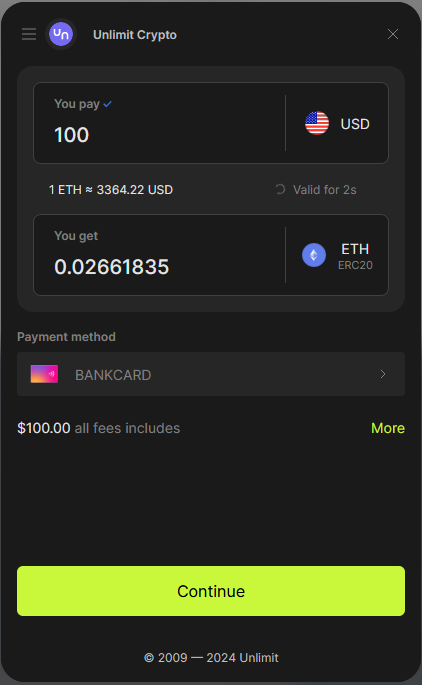 Un Unlimit Crypto
You pay
100
USD
1 ETH ≈ 3364.22 USD
Valid for 2s
You get
0.02661835
ETH
ERC20
Payment method
BANKCARD
$100.00 all fees includes
More
Continue
© 2009 — 2024 Unlimit